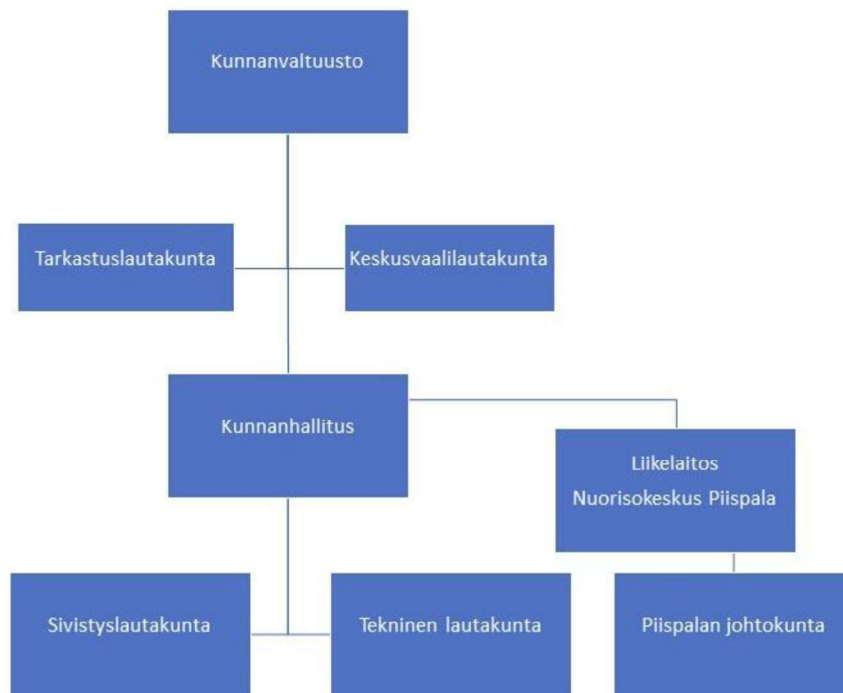 Kunnanvaltuusto
Tarkastuslautakunta
Keskusvaalilautakunta
Kunnanhallitus
Liikelaitos
Nuorisokeskus Piispala
Sivistyslautakunta
Tekninen lautakunta
Piispalan johtokunta